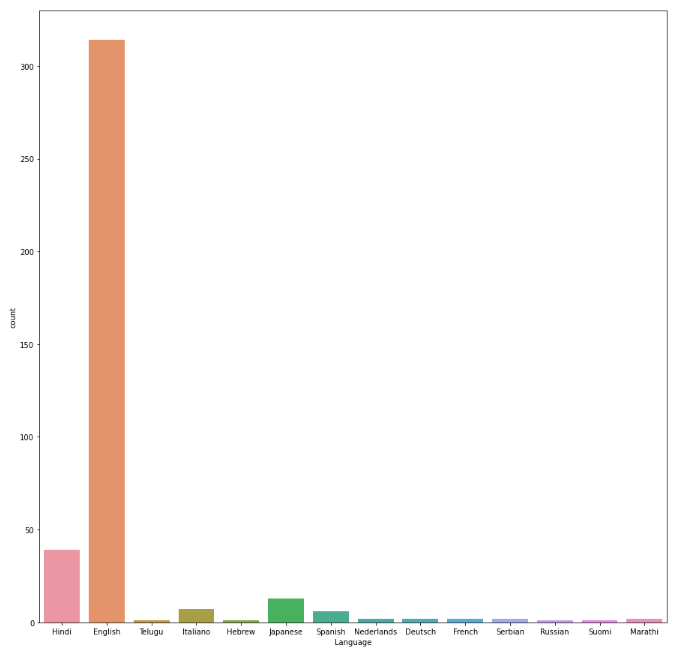 300
250
200
150
100
50
0
count
Hindi English Telugu Italiano Hebrew Japanese Spanish Nederlands Deutsch French Serbian Russian Suomi Marathi
Language